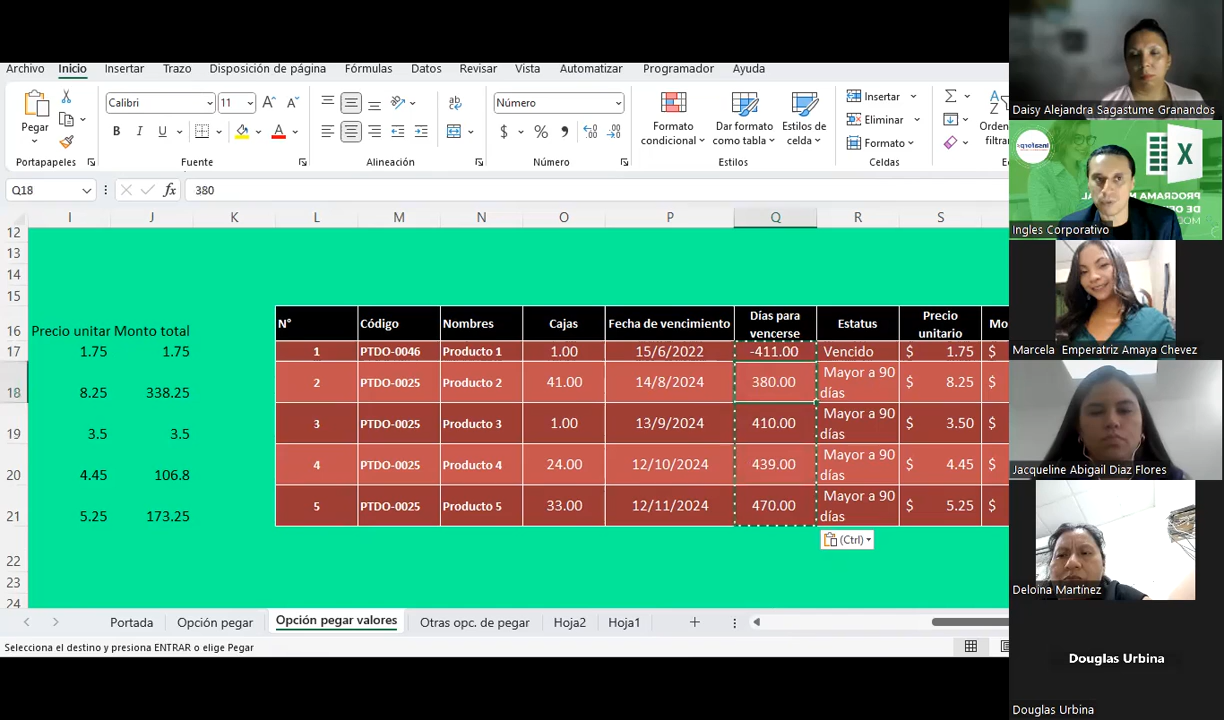 Archivo Inicio Insertar Trazo Disposición de página Fórmulas Datos Revisar Vista Automatizar Programador Ayuda
Pegar
Calibri 11
N K S
Número
$ %
Formato condicional
Dar formato como tabla
Estilos de celda
Insertar
Eliminar
Formato
Orden
filtrar
Portapapeles Fuente Alineación Número Estilos Celdas
Q18 fx 380
I J K L M N O P Q R S
12
13
14
15
16
17
18
19
20
21
22
23
24
Precio unitar Monto total
1.75 1.75
8.25 338.25
3.5 3.5
4.45 106.8
5.25 173.25
N° Código Nombres Cajas Fecha de vencimiento Días para vencerse Estatus Precio unitario Mo
1 PTDO-0046 Producto 1 1.00 15/6/2022 -411.00 Vencido $ 1.75 $
2 PTDO-0025 Producto 2 41.00 14/8/2024 380.00 Mayor a 90 días $ 8.25 $
3 PTDO-0025 Producto 3 1.00 13/9/2024 410.00 Mayor a 90 días $ 3.50 $
4 PTDO-0025 Producto 4 24.00 12/10/2024 439.00 Mayor a 90 días $ 4.45 $
5 PTDO-0025 Producto 5 33.00 12/11/2024 470.00 Mayor a 90 días $ 5.25 $
(Ctrl)
Portada Opción pegar Opción pegar valores Otras opc. de pegar Hoja2 Hoja1
Selecciona el destino y presiona ENTRAR o elige Pegar
Daisy Alejandra Sagastume Granandos
X
Ingles Corporativo
Marcela Emperatriz Amaya Chevez
Jacqueline Abigail Diaz Flores
Deloina Martínez
Douglas Urbina
Douglas Urbina